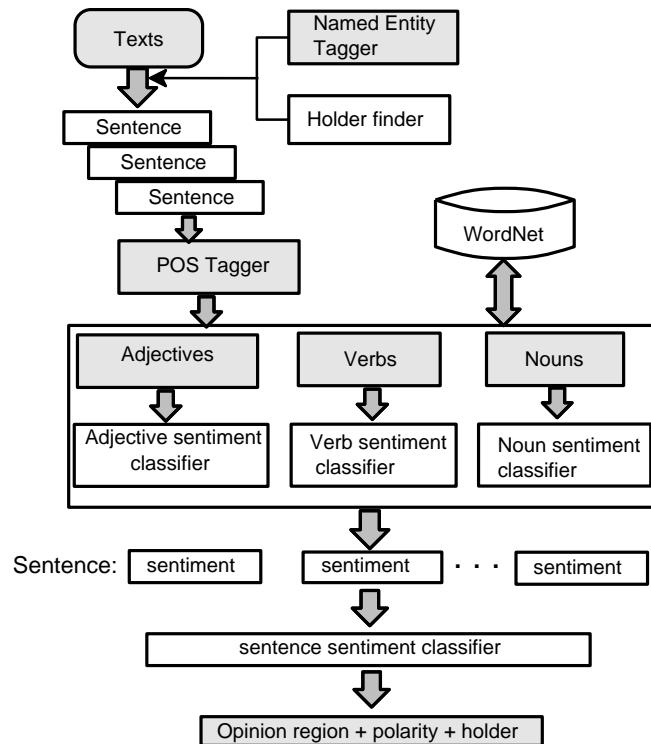 Texts
Named Entity
Tagger
Holder finder
Sentence
Sentence
Sentence
POS Tagger
WordNet
Adjectives
Verbs
Nouns
Adjective sentiment
classifier
Verb sentiment
classifier
Noun sentiment
classifier
Sentence: sentiment sentiment . . . sentiment
sentence sentiment classifier
Opinion region + polarity + holder